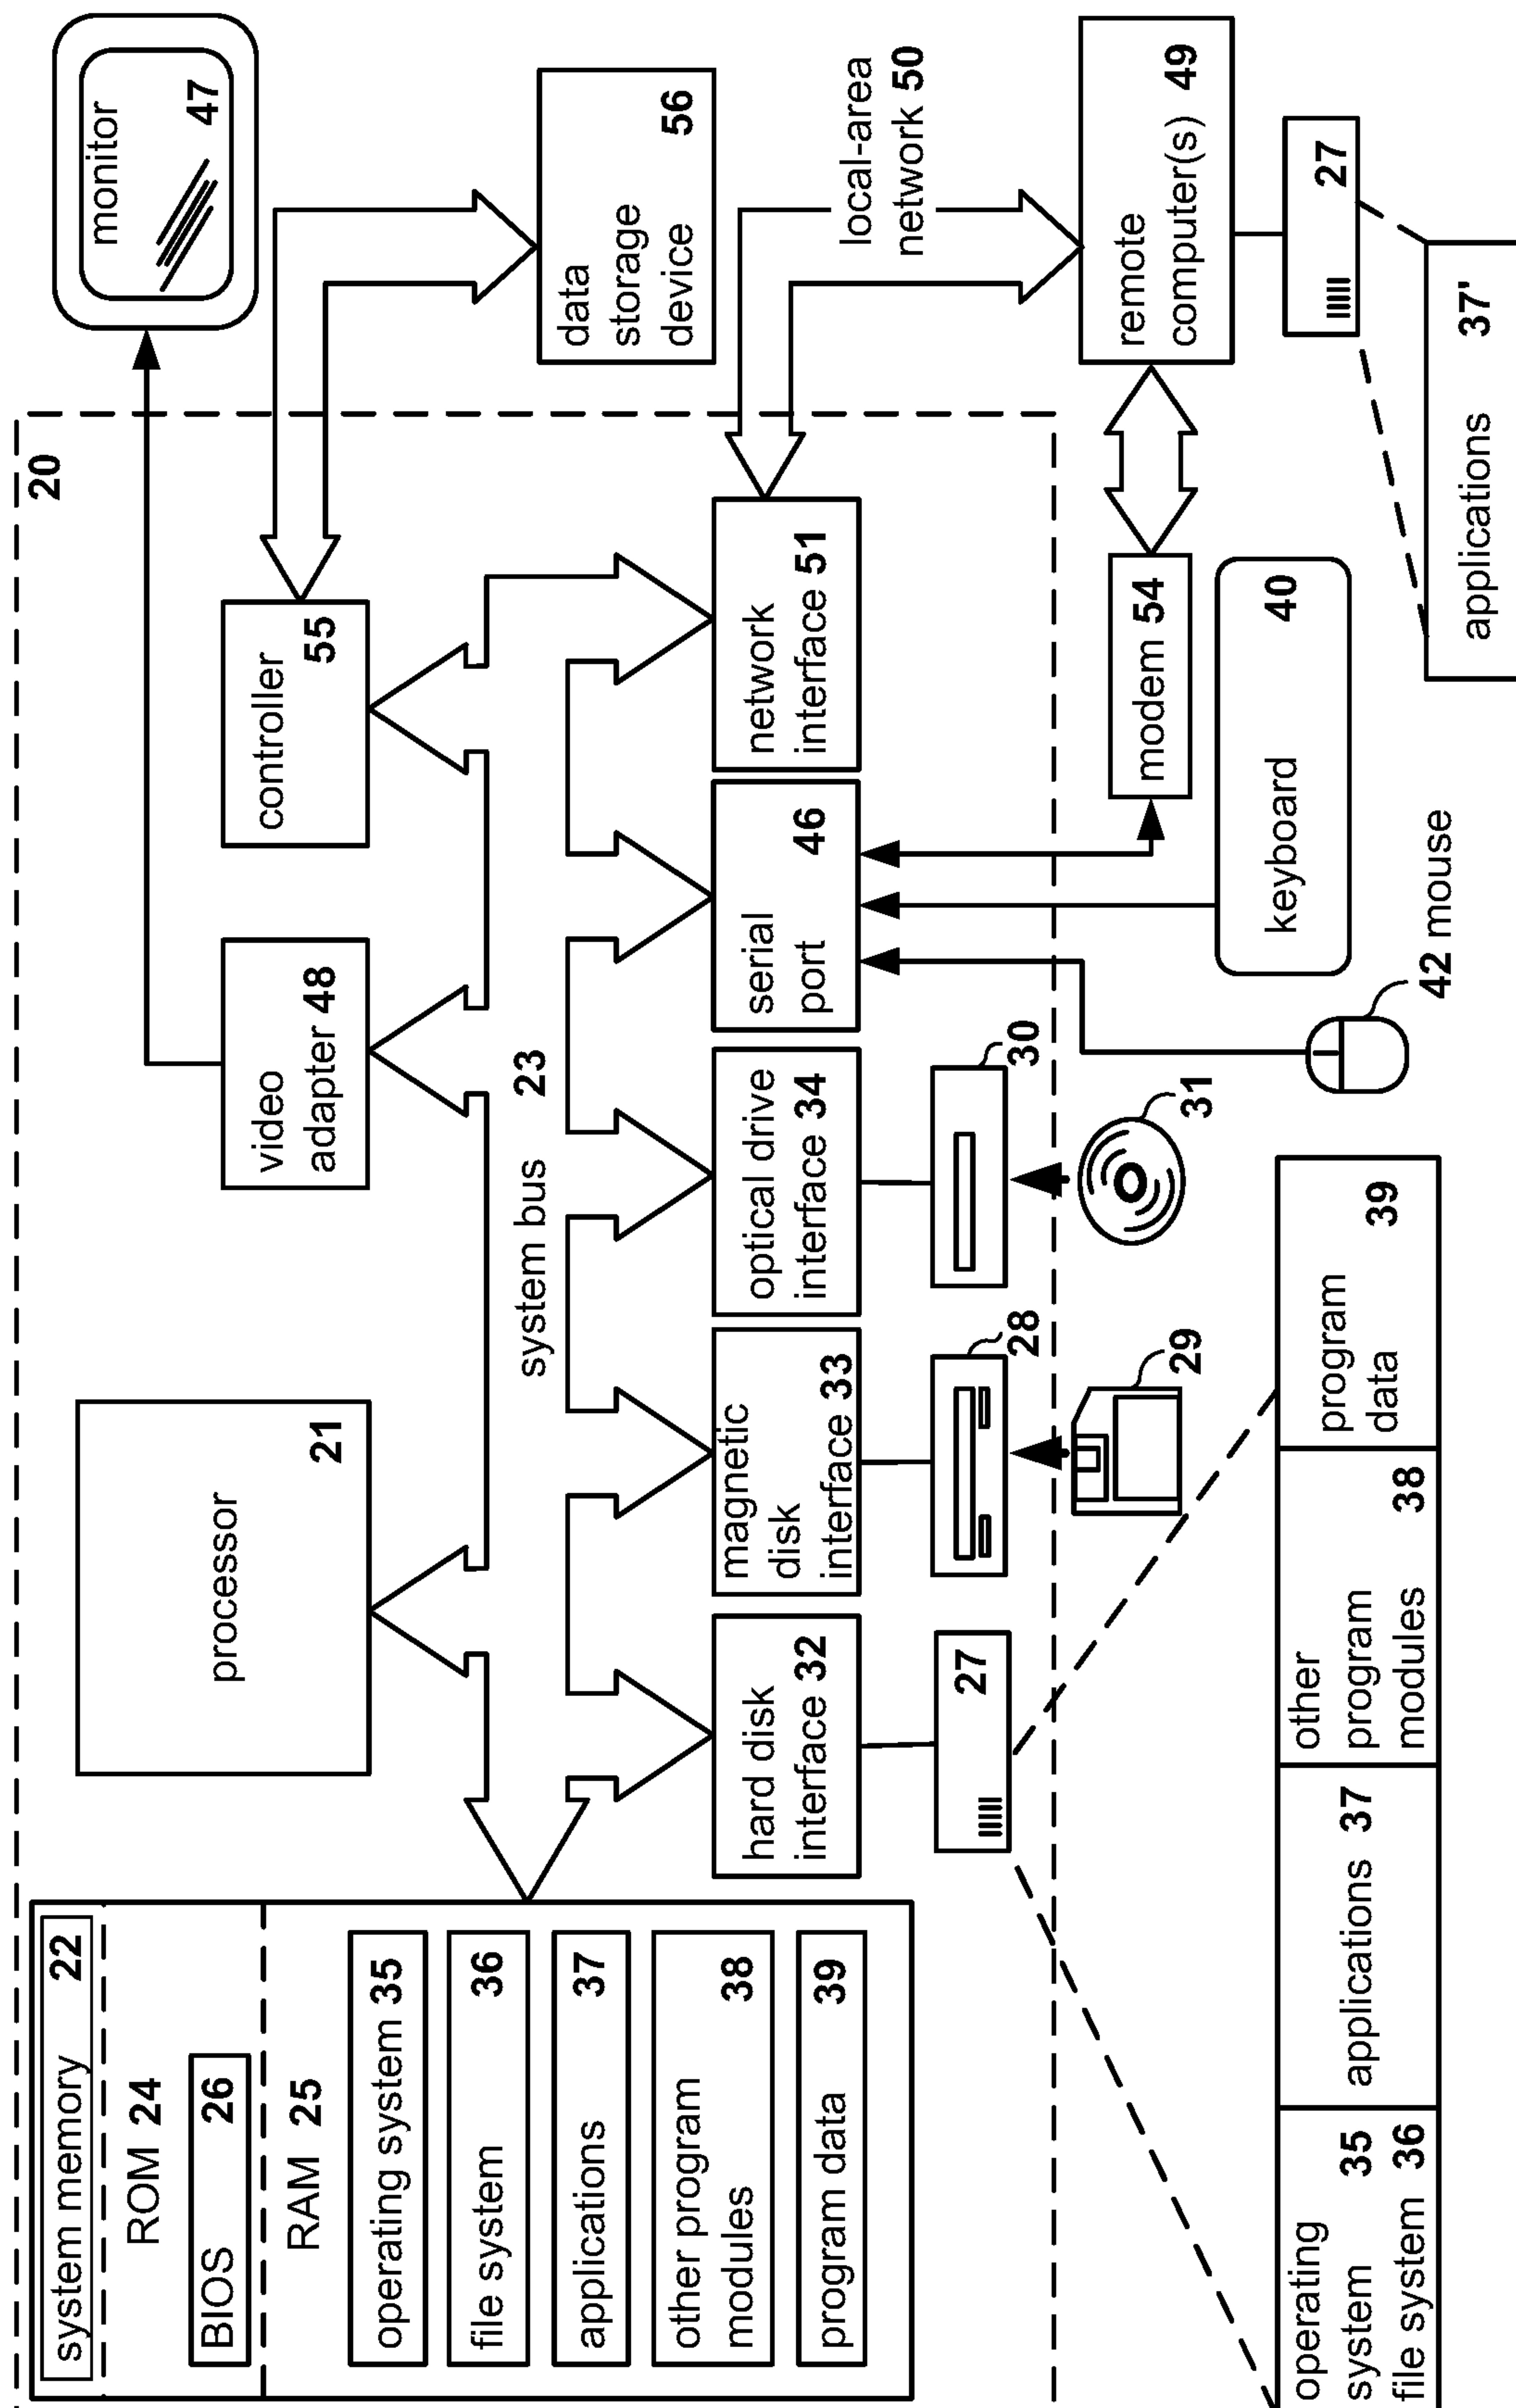 20
system memory 22
ROM 24
BIOS 26
RAM 25
operating system 35
file system 36
applications 37
other program
modules 38
program data 39
processor
21
video
adapter 48
controller
55
monitor
47
system bus 23
data
storage
device
56
local-area
network 50
hard disk
interface 32
magnetic
disk
interface 33
optical drive
interface 34
serial
port
46
network
interface 51
27
28
30
29
31
modem 54
remote
computer(s) 49
27
keyboard
40
42 mouse
applications 37'
operating
system 35
file system 36
applications 37
other
program
modules 38
program
data
39